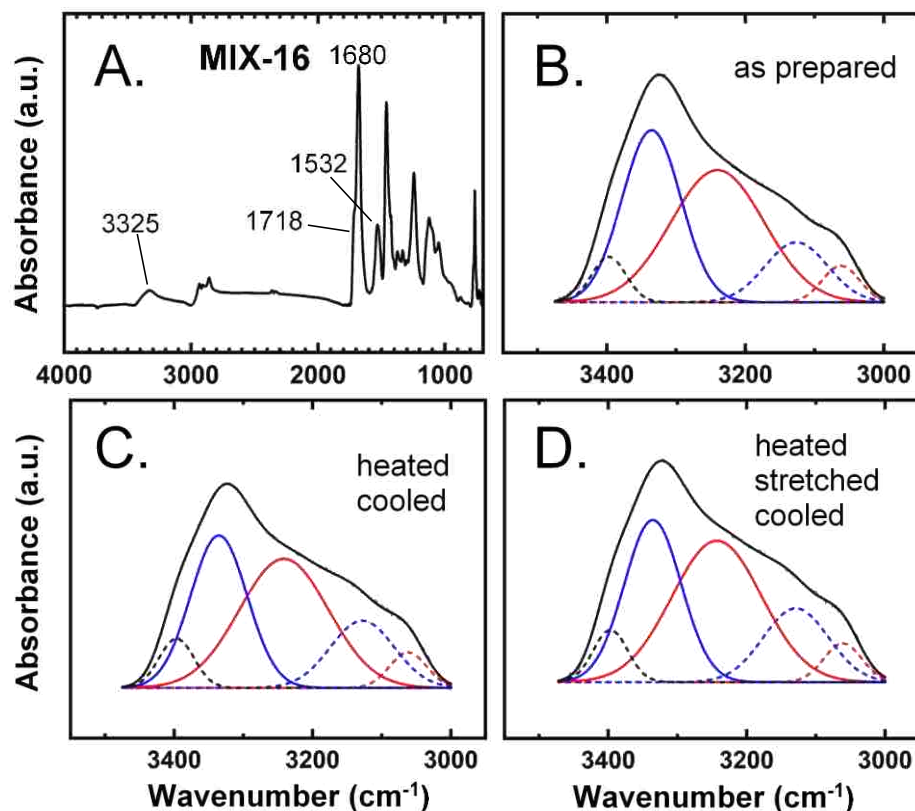 A.
MIX-16
1680
1532
1718
3325
Absorbance (a.u.)
4000 3000 2000 1000
B.
as prepared
3400 3200 3000
C.
heated
cooled
Absorbance (a.u.)
3400 3200 3000
Wavenumber (cm⁻¹)
D.
heated
stretched
cooled
3400 3200 3000
Wavenumber (cm⁻¹)